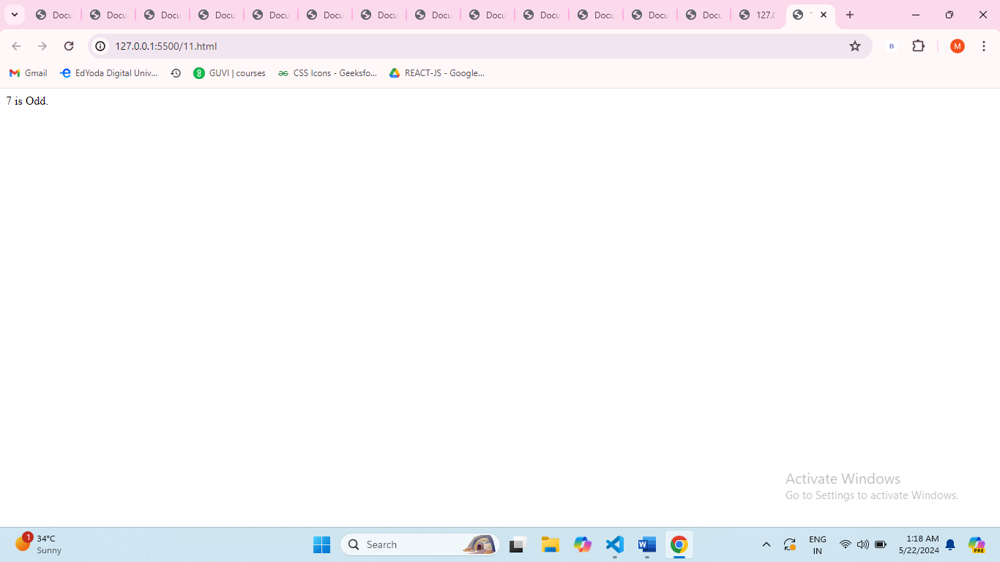 Docu Docu Docu Docu Docu Docu Docu Docu Docu Docu Docu Docu Docu 127.0
127.0.0.1:5500/11.html
B
M
Gmail EdYoda Digital Univ... GUVI | courses CSS Icons - Geeksfo... REACT-JS - Google...
7 is Odd.
Activate Windows
Go to Settings to activate Windows.
1
34°C
Sunny
Search
PRE
ENG
IN
1:18 AM
5/22/2024